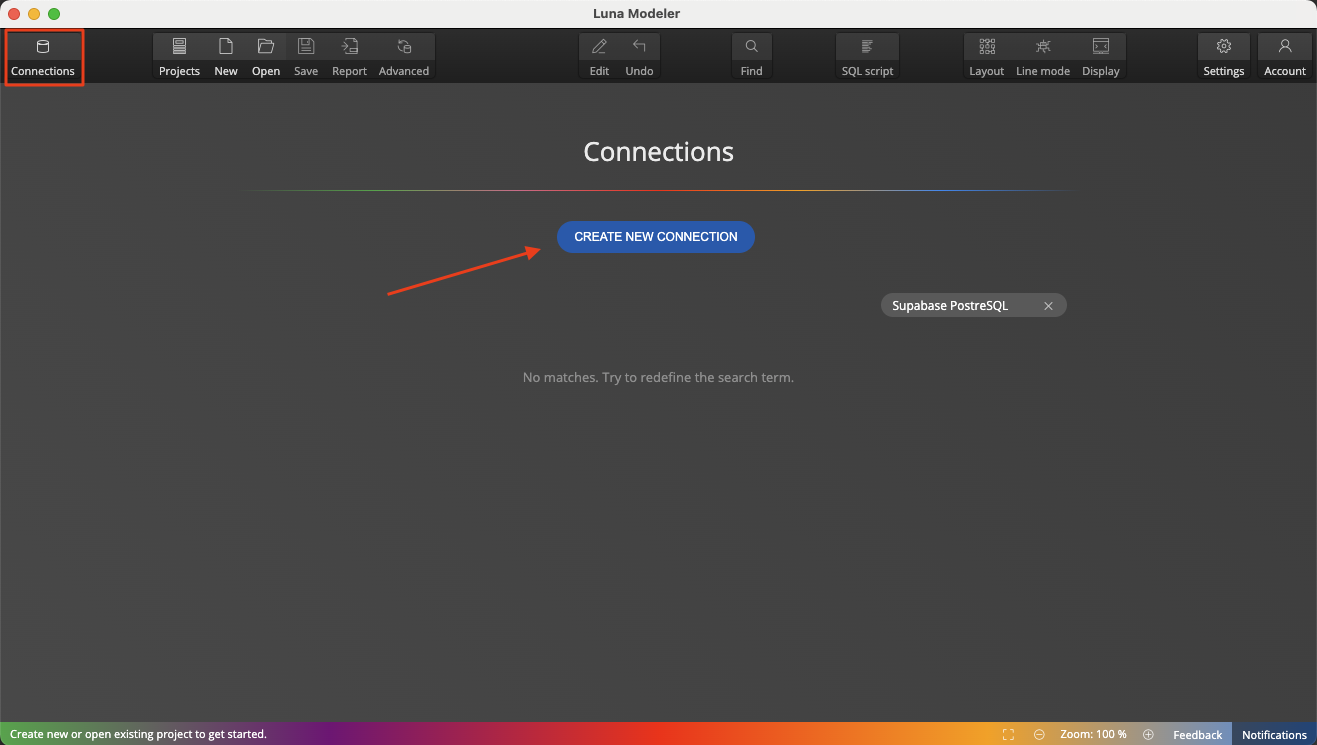 Luna Modeler
Connections
Projects New Open Save Report Advanced
Edit Undo
Find
SQL script
Layout Line mode Display
Settings
Account
Connections
CREATE NEW CONNECTION
Supabase PostreSQL
No matches. Try to redefine the search term.
Create new or open existing project to get started.
Zoom: 100 %
Feedback
Notifications